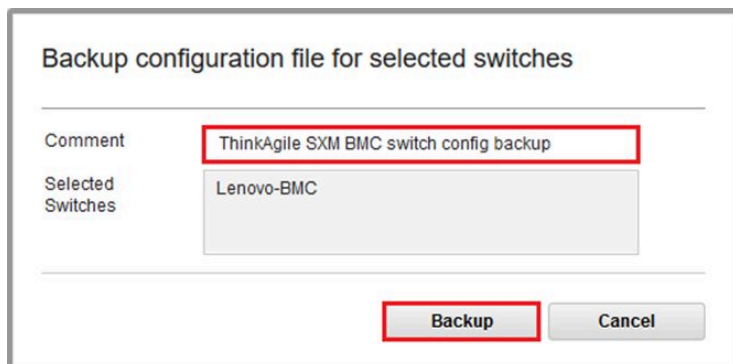 Backup configuration file for selected switches
Comment
ThinkAgile SXM BMC switch config backup
Selected
Switches
Lenovo-BMC
Backup
Cancel